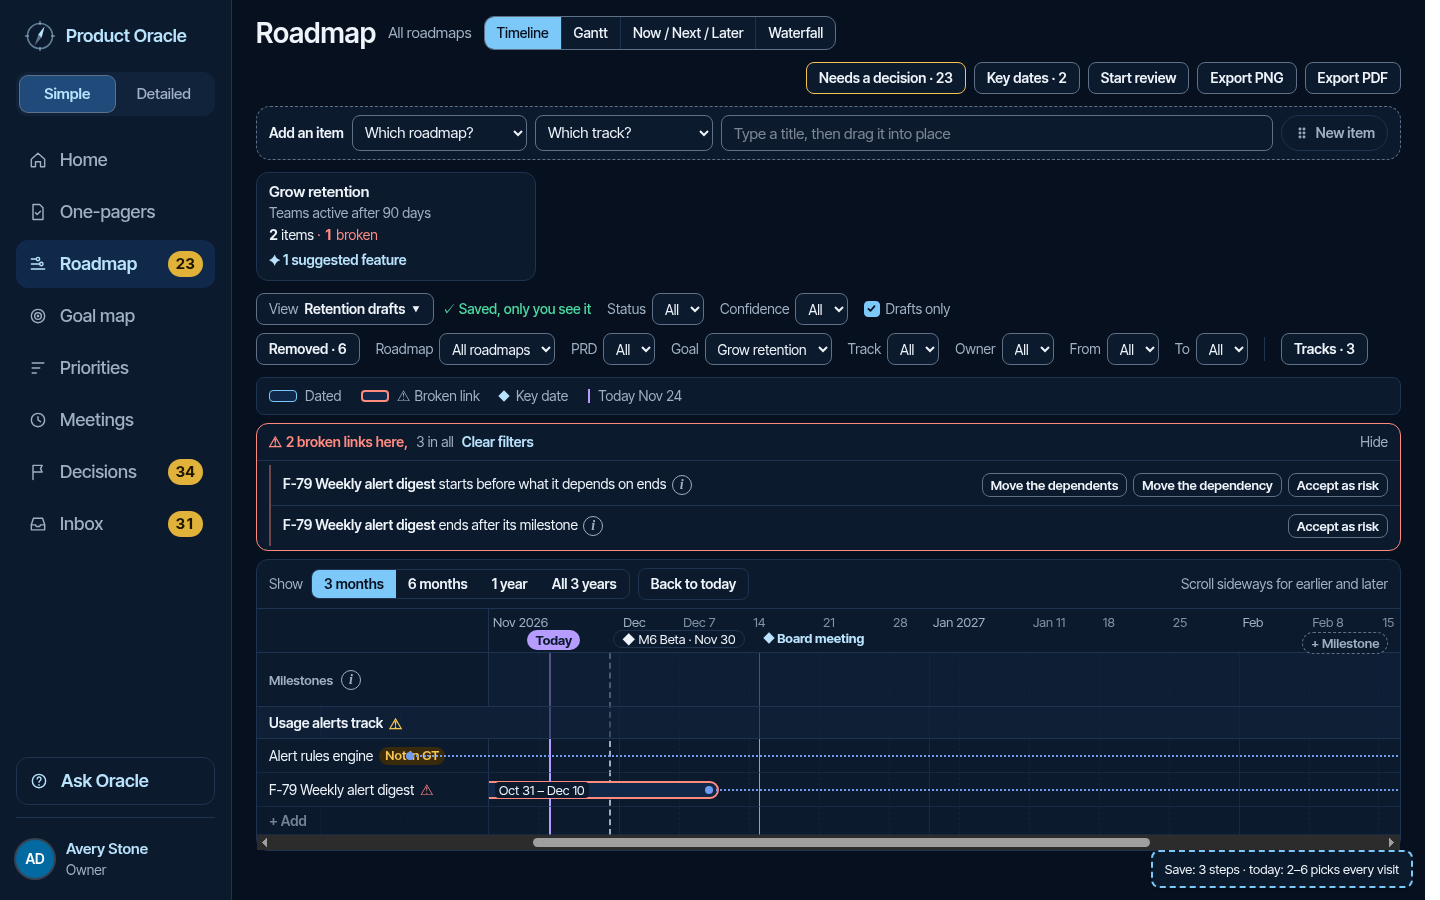 Product Oracle
Simple
Detailed
Home
One-pagers
Roadmap 23
Goal map
Priorities
Meetings
Decisions 34
Inbox 31
Ask Oracle
AD
Avery Stone
Owner
Roadmap All roadmaps Timeline Gantt Now / Next / Later Waterfall
Needs a decision · 23 Key dates · 2 Start review Export PNG Export PDF
Add an item Which roadmap? Which track? Type a title, then drag it into place New item
Grow retention
Teams active after 90 days
2 items · 1 broken
✦ 1 suggested feature
View Retention drafts ▼ ✓ Saved, only you see it Status All Confidence All Drafts only
Removed · 6 Roadmap All roadmaps PRD All Goal Grow retention Track All Owner All From All To All Tracks · 3
Dated ⚠ Broken link ◆ Key date Today Nov 24
⚠ 2 broken links here, 3 in all Clear filters Hide
F-79 Weekly alert digest starts before what it depends on ends i Move the dependents Move the dependency Accept as risk
F-79 Weekly alert digest ends after its milestone i Accept as risk
Show 3 months 6 months 1 year All 3 years Back to today Scroll sideways for earlier and later
Nov 2026 Dec Dec 7 14 21 28 Jan 2027 Jan 11 18 25 Feb Feb 8 15
Today ◆ M6 Beta · Nov 30 ◆ Board meeting + Milestone
Milestones i
Usage alerts track ⚠
Alert rules engine
F-79 Weekly alert digest ⚠ Oct 31 – Dec 10
+ Add
Save: 3 steps · today: 2–6 picks every visit